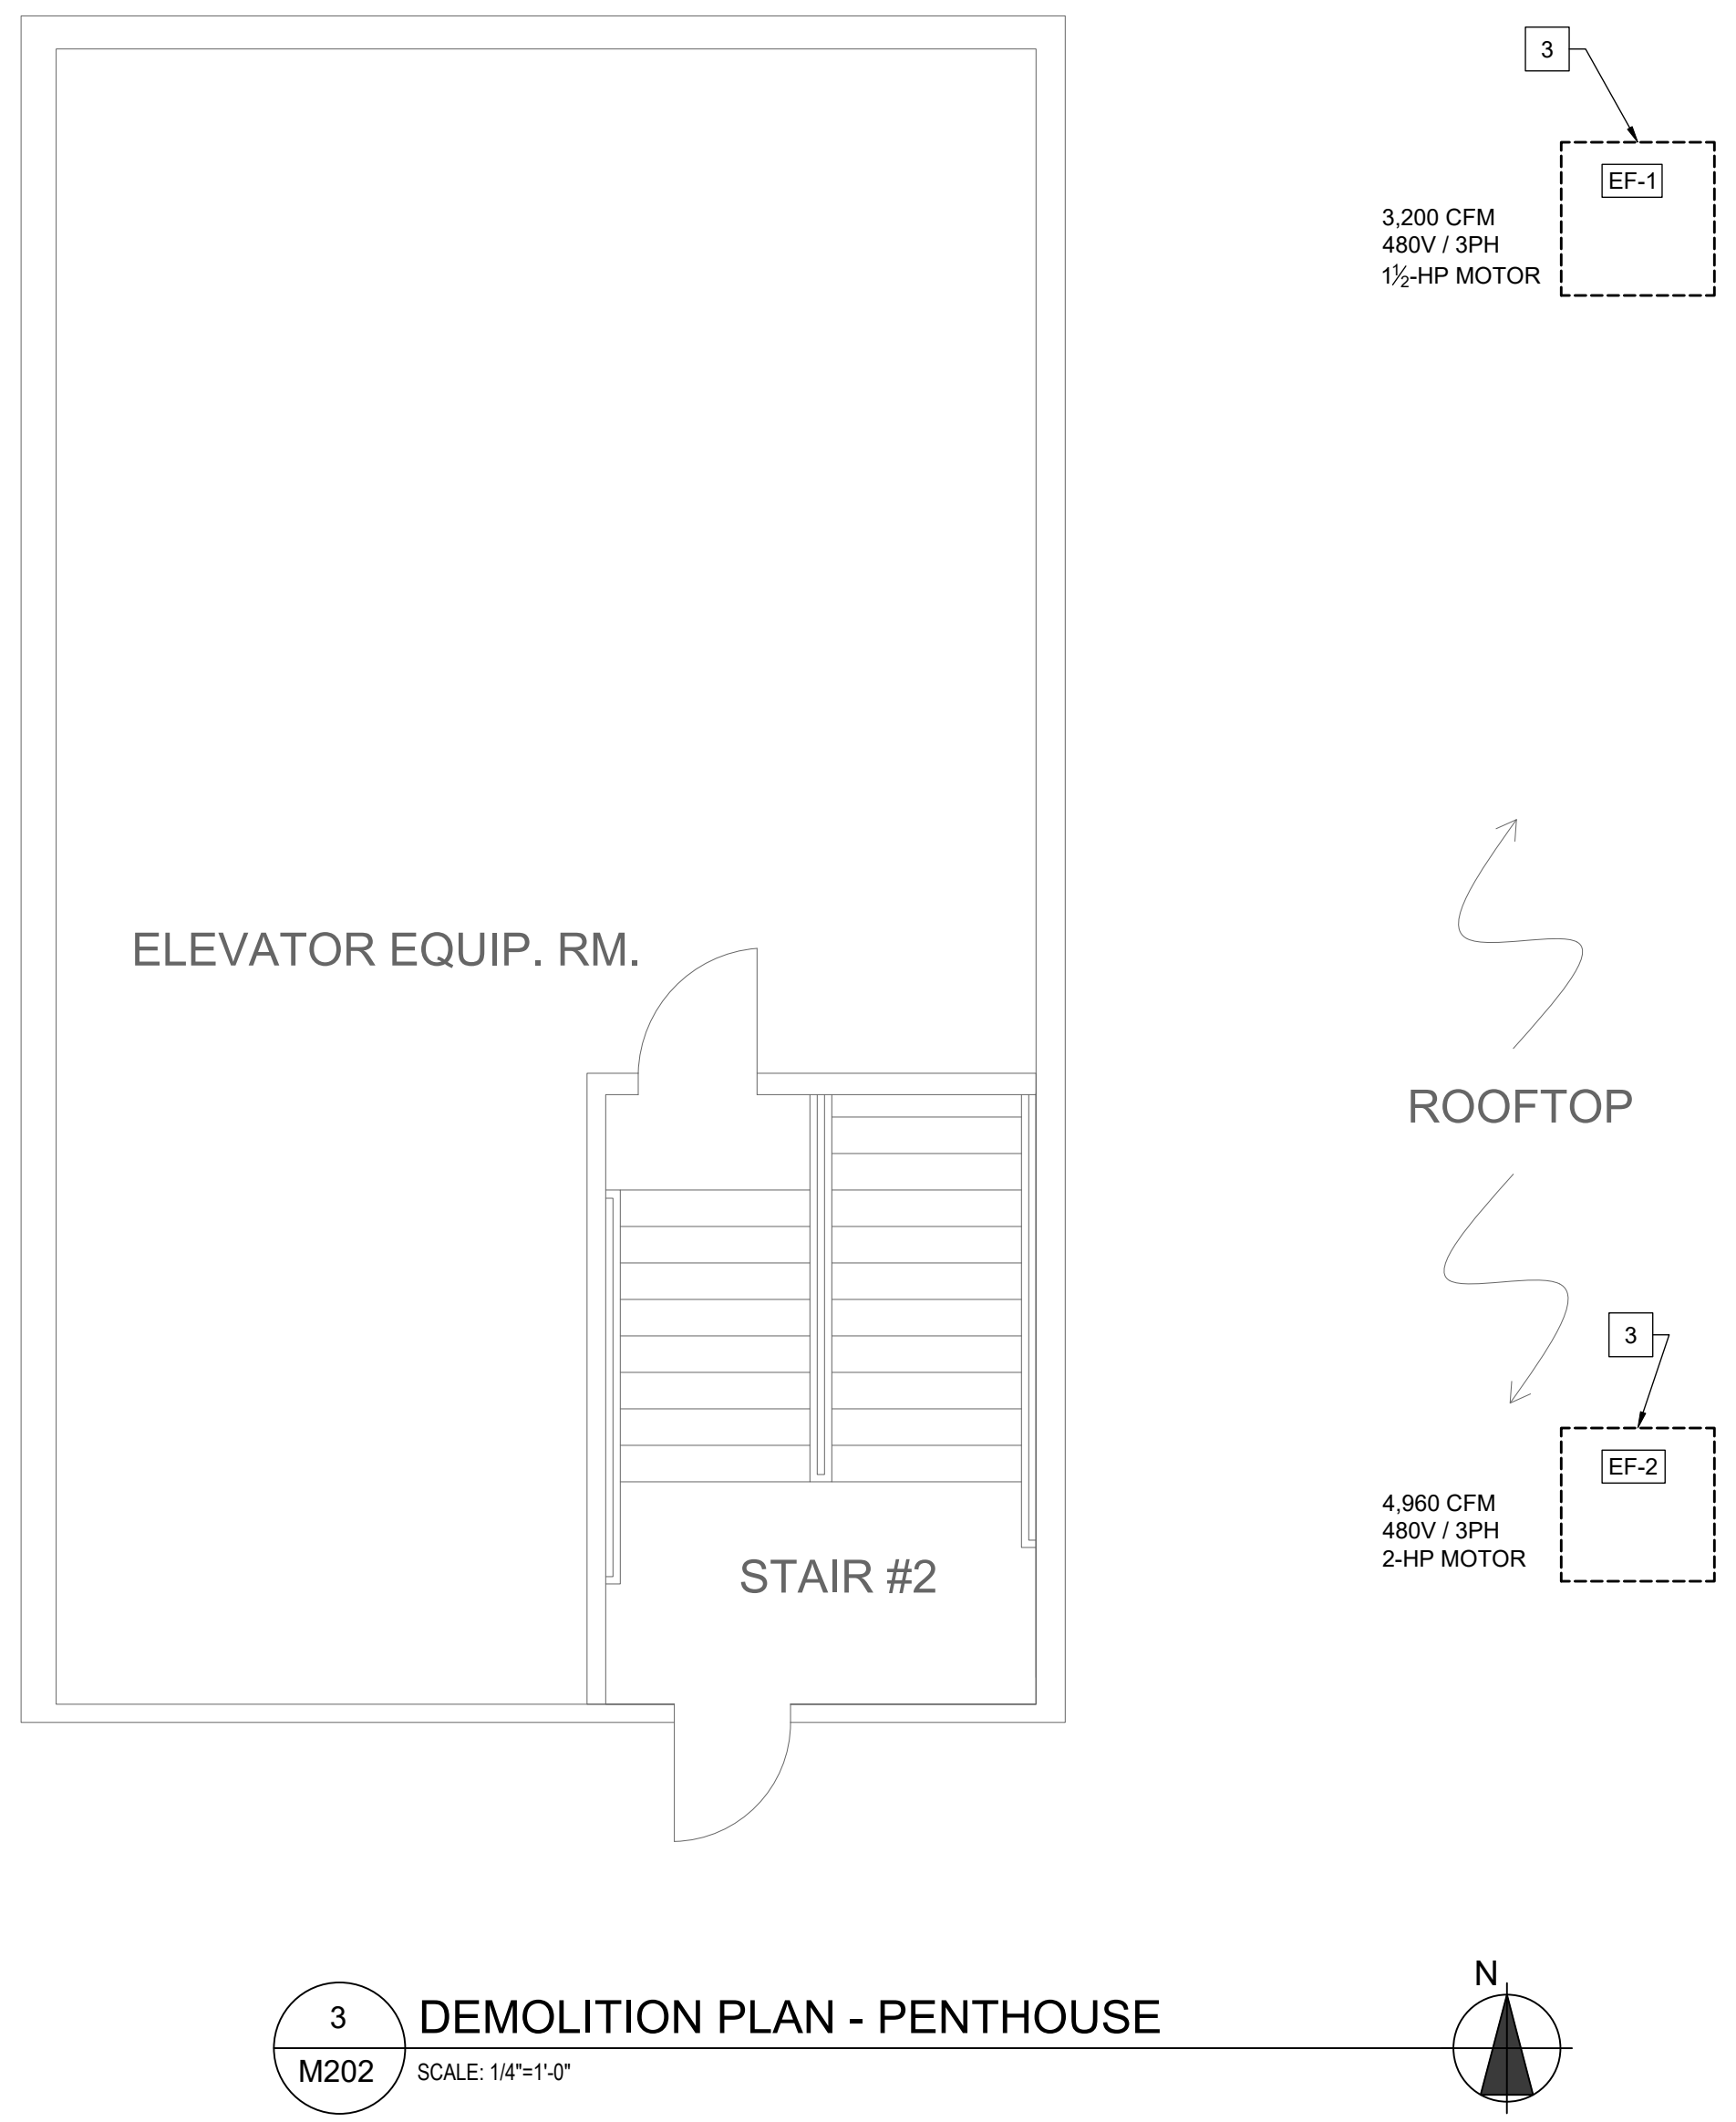 3
EF-1
3,200 CFM
480V / 3PH
1½-HP MOTOR
ELEVATOR EQUIP. RM.
ROOFTOP
3
EF-2
4,960 CFM
480V / 3PH
2-HP MOTOR
STAIR #2
N
3
DEMOLITION PLAN - PENTHOUSE
M202
SCALE: 1/4"=1'-0"